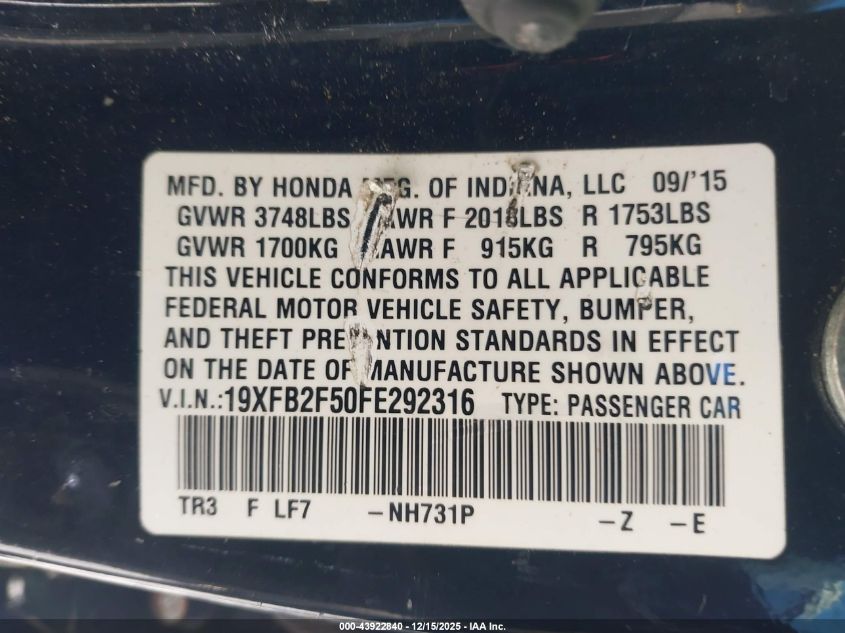 MFD. BY HONDA MFG. OF INDIANA, LLC 09/'15
GVWR 3748LBS GAWR F 2018LBS R 1753LBS
GVWR 1700KG GAWR F 915KG R 795KG
THIS VEHICLE CONFORMS TO ALL APPLICABLE
FEDERAL MOTOR VEHICLE SAFETY, BUMPER,
AND THEFT PREVENTION STANDARDS IN EFFECT
ON THE DATE OF MANUFACTURE SHOWN ABOVE.
V.I.N.:19XFB2F50FE292316 TYPE: PASSENGER CAR
TR3 F LF7 -NH731P -Z -E
000-43922840 - 12/15/2025 - IAA Inc.